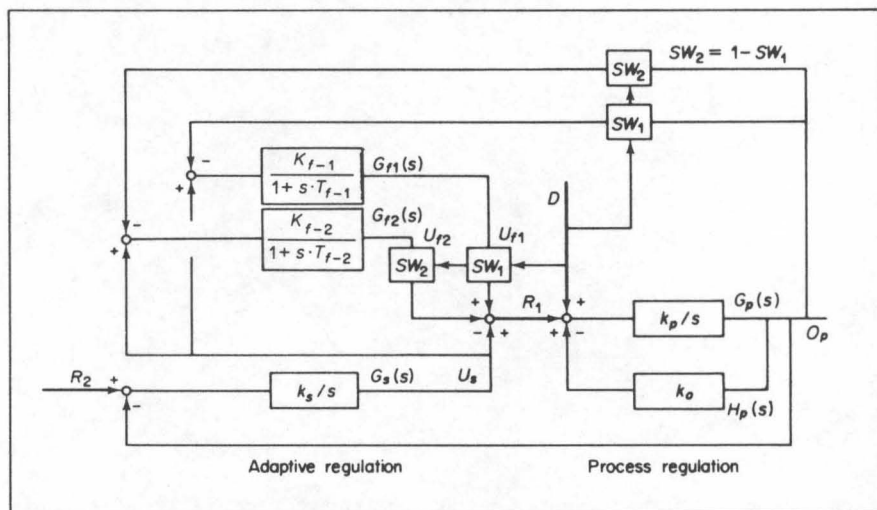 SW₂ = 1 – SW₁
SW₂
SW₁
–
+
K_f–1
1 + s·T_f–1
G_f1(s)
D
–
+
K_f–2
1 + s·T_f–2
G_f2(s)
U_f2
U_f1
SW₂
SW₁
+
+
–
+
R₁
+
+
–
k_p/s
G_p(s)
O_p
R₂
+
–
k_s/s
G_s(s)
U_s
k_o
H_p(s)
Adaptive regulation
Process regulation